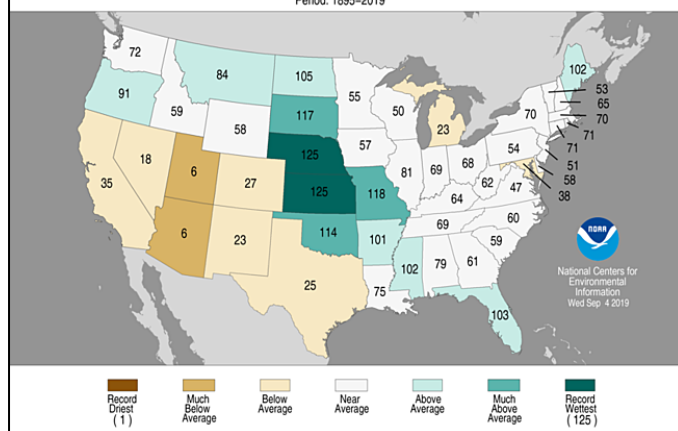 Period: 1895–2019
72
84
105
102
53
65
70
71
71
51
58
38
91
59
58
117
55
50
23
70
54
35
18
6
27
125
125
57
81
69
68
118
64
62
47
6
23
114
101
69
60
59
25
75
102
79
61
103
NOAA
National Centers for
Environmental
Information
Wed Sep 4 2019
Record
Driest
(1)
Much
Below
Average
Below
Average
Near
Average
Above
Average
Much
Above
Average
Record
Wettest
(125)